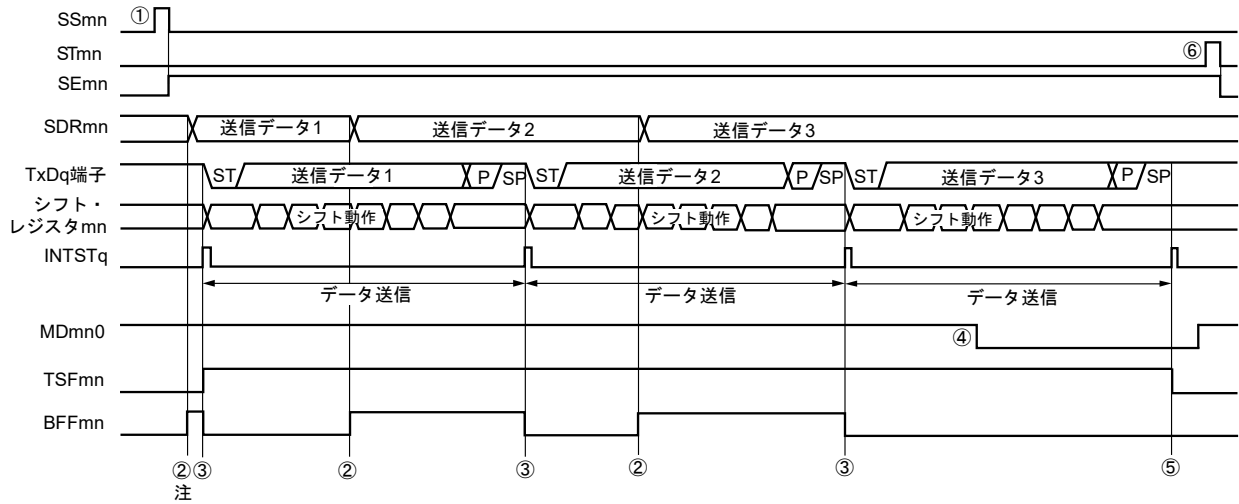 SSmn ①
STmn ⑥
SEmn
SDRmn 送信データ1 送信データ2 送信データ3
TxDq端子 ST 送信データ1 P SP ST 送信データ2 P SP ST 送信データ3 P SP
シフト・
レジスタmn シフト動作 シフト動作 シフト動作
INTSTq
データ送信 データ送信 データ送信
MDmn0 ④
TSFmn
BFFmn
②③ ② ③ ② ③ ⑤
注